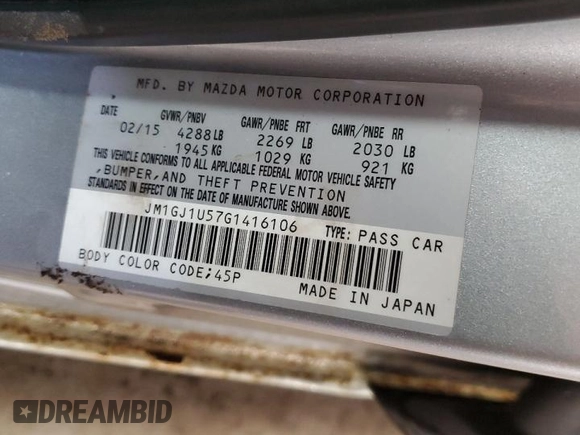 MFD. BY MAZDA MOTOR CORPORATION
DATE GVWR/PNBV GAWR/PNBE FRT GAWR/PNBE RR
02/15 4288LB 2269 LB 2030 LB
1945KG 1029 KG 921 KG
THIS VEHICLE CONFORMS TO ALL APPLICABLE FEDERAL MOTOR VEHICLE SAFETY
,BUMPER,AND THEFT PREVENTION
STANDARDS IN EFFECT ON THE DATE OF MANUFACTURE SHOWN ABOVE.
JM1GJ1U57G1416106 TYPE: PASS CAR
BODY COLOR CODE;45P
MADE IN JAPAN
DREAMBID